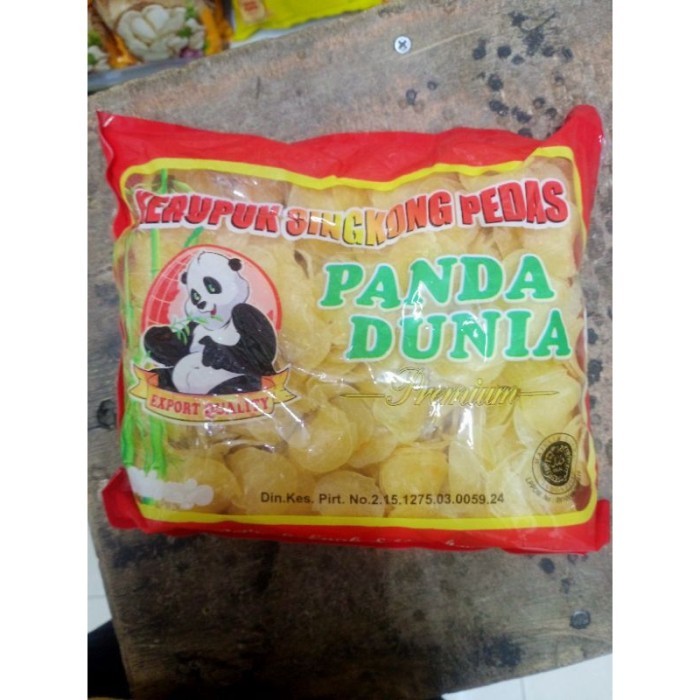 KERUPUK SINGKONG PEDAS
PANDA
DUNIA
Premium
EXPORT QUALITY
Din.Kes. Pirt. No.2.15.1275.03.0059.24